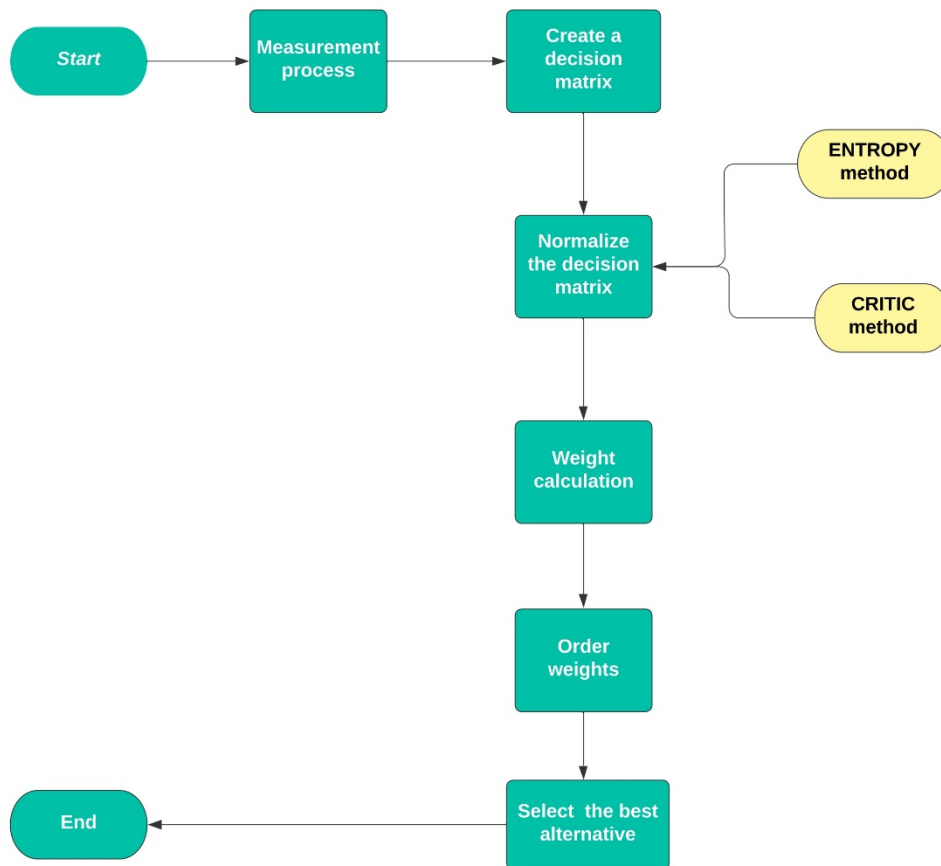 Start
Measurement
process
Create a
decision
matrix
ENTROPY
method
Normalize
the decision
matrix
CRITIC
method
Weight
calculation
Order
weights
Select  the best
alternative
End